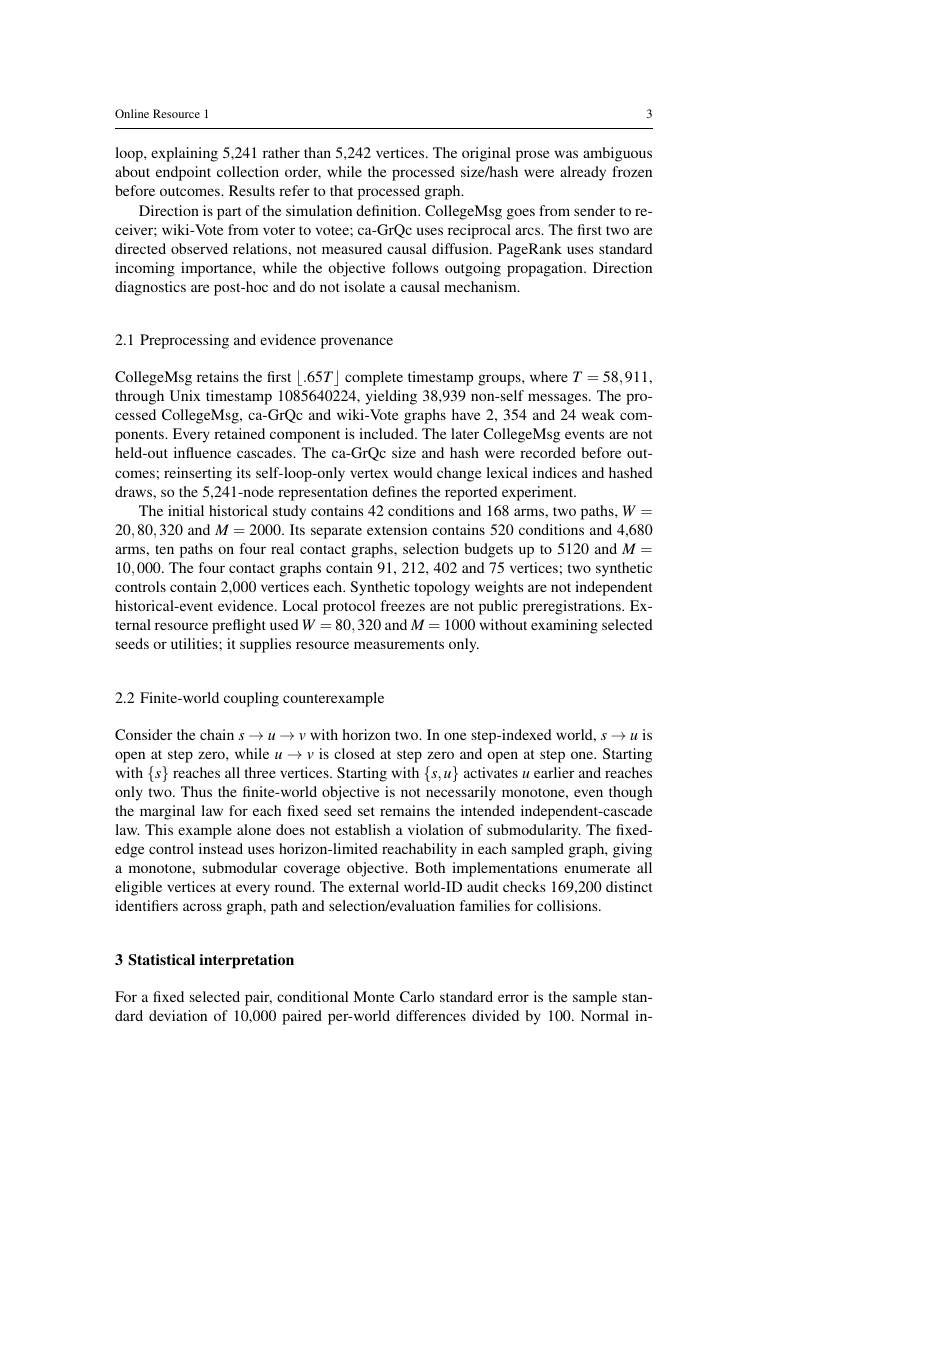 Online Resource 1 3
loop, explaining 5,241 rather than 5,242 vertices. The original prose was ambiguous
about endpoint collection order, while the processed size/hash were already frozen
before outcomes. Results refer to that processed graph.
Direction is part of the simulation definition. CollegeMsg goes from sender to re-
ceiver; wiki-Vote from voter to votee; ca-GrQc uses reciprocal arcs. The first two are
directed observed relations, not measured causal diffusion. PageRank uses standard
incoming importance, while the objective follows outgoing propagation. Direction
diagnostics are post-hoc and do not isolate a causal mechanism.
2.1 Preprocessing and evidence provenance
CollegeMsg retains the first ⌊.65T⌋ complete timestamp groups, where T = 58,911,
through Unix timestamp 1085640224, yielding 38,939 non-self messages. The pro-
cessed CollegeMsg, ca-GrQc and wiki-Vote graphs have 2, 354 and 24 weak com-
ponents. Every retained component is included. The later CollegeMsg events are not
held-out influence cascades. The ca-GrQc size and hash were recorded before out-
comes; reinserting its self-loop-only vertex would change lexical indices and hashed
draws, so the 5,241-node representation defines the reported experiment.
The initial historical study contains 42 conditions and 168 arms, two paths, W =
20,80,320 and M = 2000. Its separate extension contains 520 conditions and 4,680
arms, ten paths on four real contact graphs, selection budgets up to 5120 and M =
10,000. The four contact graphs contain 91, 212, 402 and 75 vertices; two synthetic
controls contain 2,000 vertices each. Synthetic topology weights are not independent
historical-event evidence. Local protocol freezes are not public preregistrations. Ex-
ternal resource preflight used W = 80,320 and M = 1000 without examining selected
seeds or utilities; it supplies resource measurements only.
2.2 Finite-world coupling counterexample
Consider the chain s → u → v with horizon two. In one step-indexed world, s → u is
open at step zero, while u → v is closed at step zero and open at step one. Starting
with {s} reaches all three vertices. Starting with {s,u} activates u earlier and reaches
only two. Thus the finite-world objective is not necessarily monotone, even though
the marginal law for each fixed seed set remains the intended independent-cascade
law. This example alone does not establish a violation of submodularity. The fixed-
edge control instead uses horizon-limited reachability in each sampled graph, giving
a monotone, submodular coverage objective. Both implementations enumerate all
eligible vertices at every round. The external world-ID audit checks 169,200 distinct
identifiers across graph, path and selection/evaluation families for collisions.
3 Statistical interpretation
For a fixed selected pair, conditional Monte Carlo standard error is the sample stan-
dard deviation of 10,000 paired per-world differences divided by 100. Normal in-